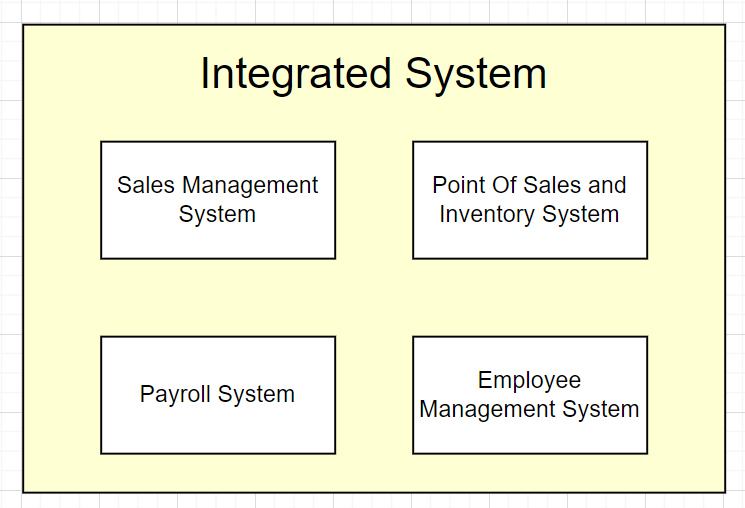 Integrated System
Sales Management
System
Point Of Sales and
Inventory System
Payroll System
Employee
Management System